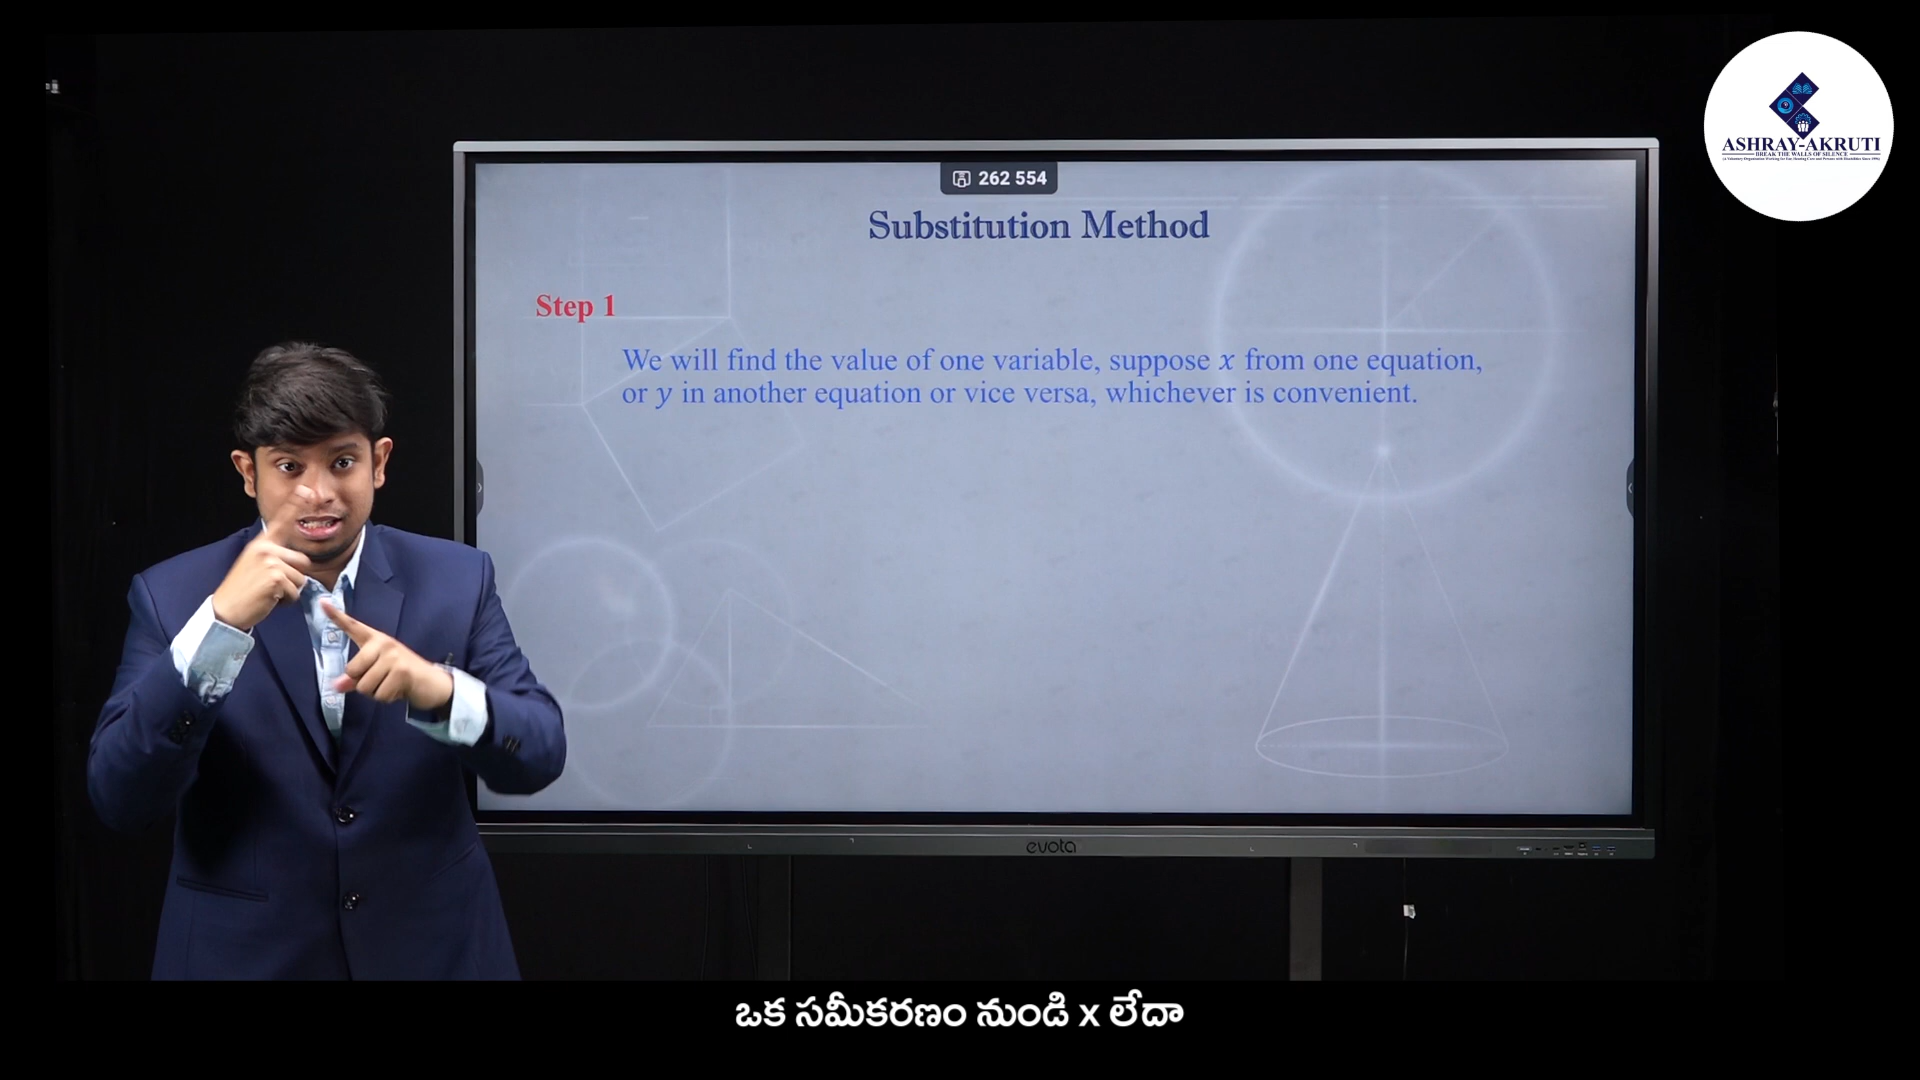 ASHRAY-AKRUTI
BREAK THE WALLS OF SILENCE
262 554
Substitution Method
Step 1
We will find the value of one variable, suppose x from one equation,
or y in another equation or vice versa, whichever is convenient.
evota
ఒక సమీకరణం నుండి x లేదా